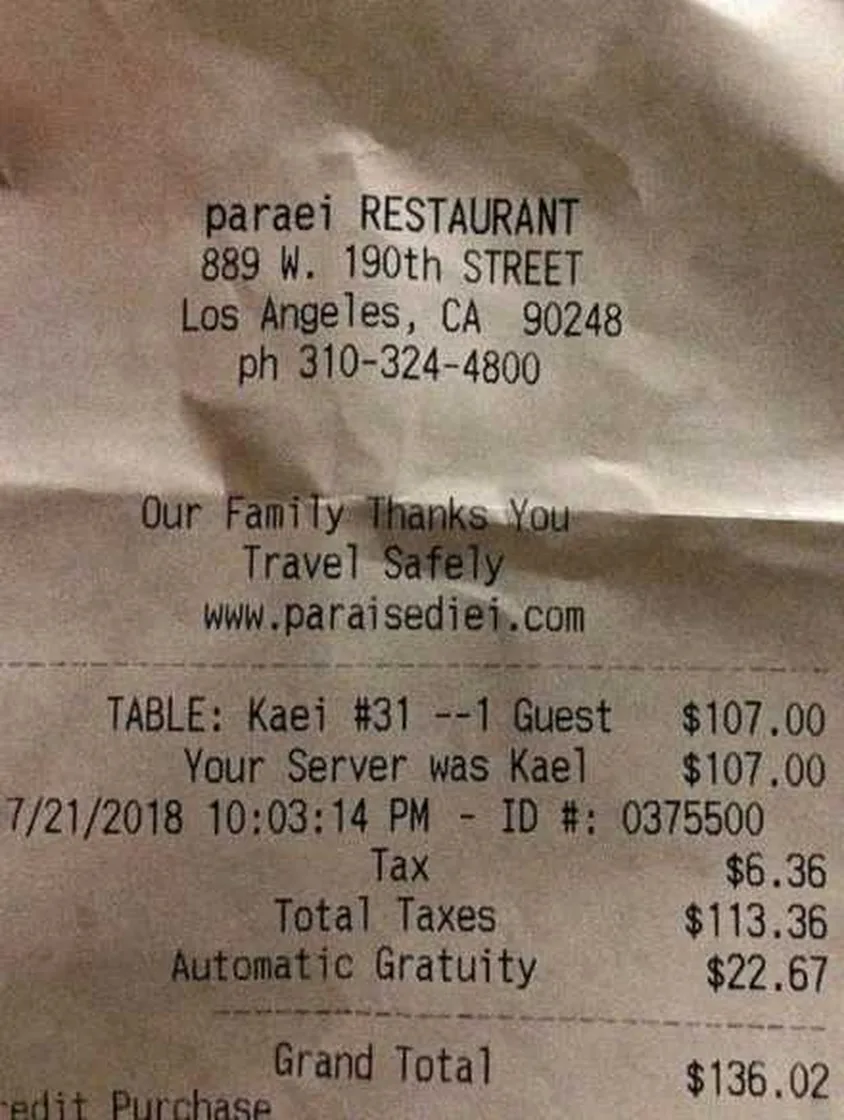 paraei RESTAURANT
889 W. 190th STREET
Los Angeles, CA 90248
ph 310-324-4800
Our Family Thanks You
Travel Safely
www.paraisediei.com
TABLE: Kaei #31 --1 Guest $107.00
Your Server was Kael $107.00
7/21/2018 10:03:14 PM - ID #: 0375500
Tax $6.36
Total Taxes $113.36
Automatic Gratuity $22.67
Grand Total $136.02
redit Purchase